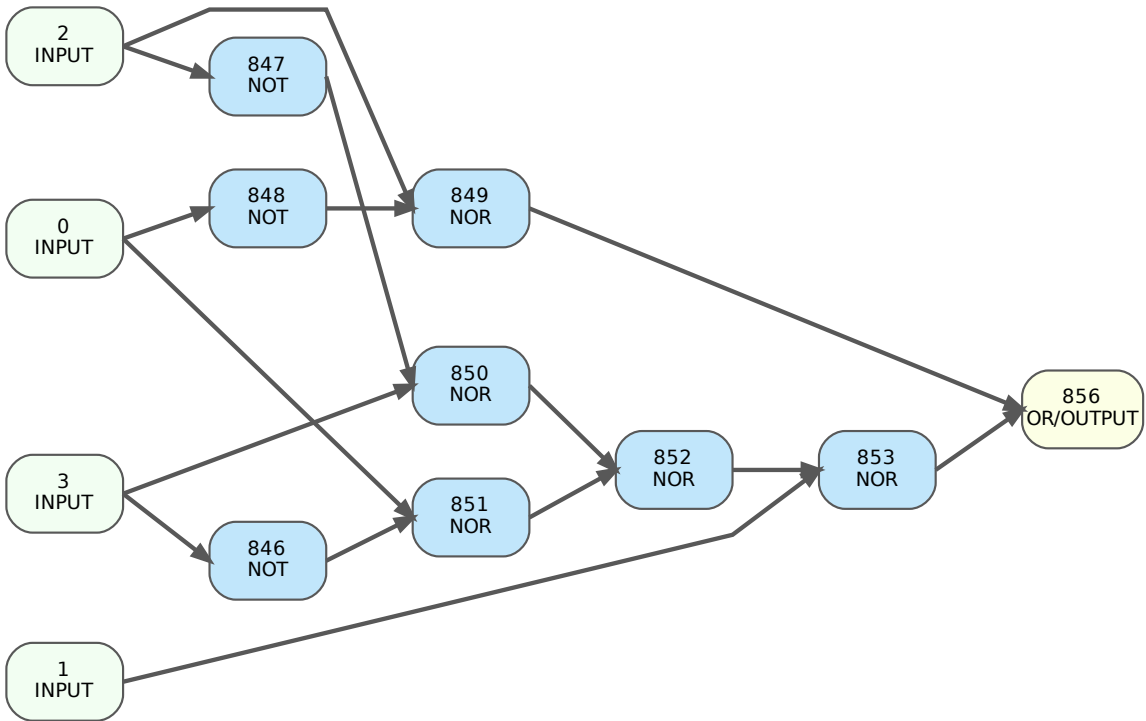 2
INPUT
847
NOT
848
NOT
849
NOR
0
INPUT
850
NOR
856
OR/OUTPUT
852
NOR
853
NOR
3
INPUT
851
NOR
846
NOT
1
INPUT